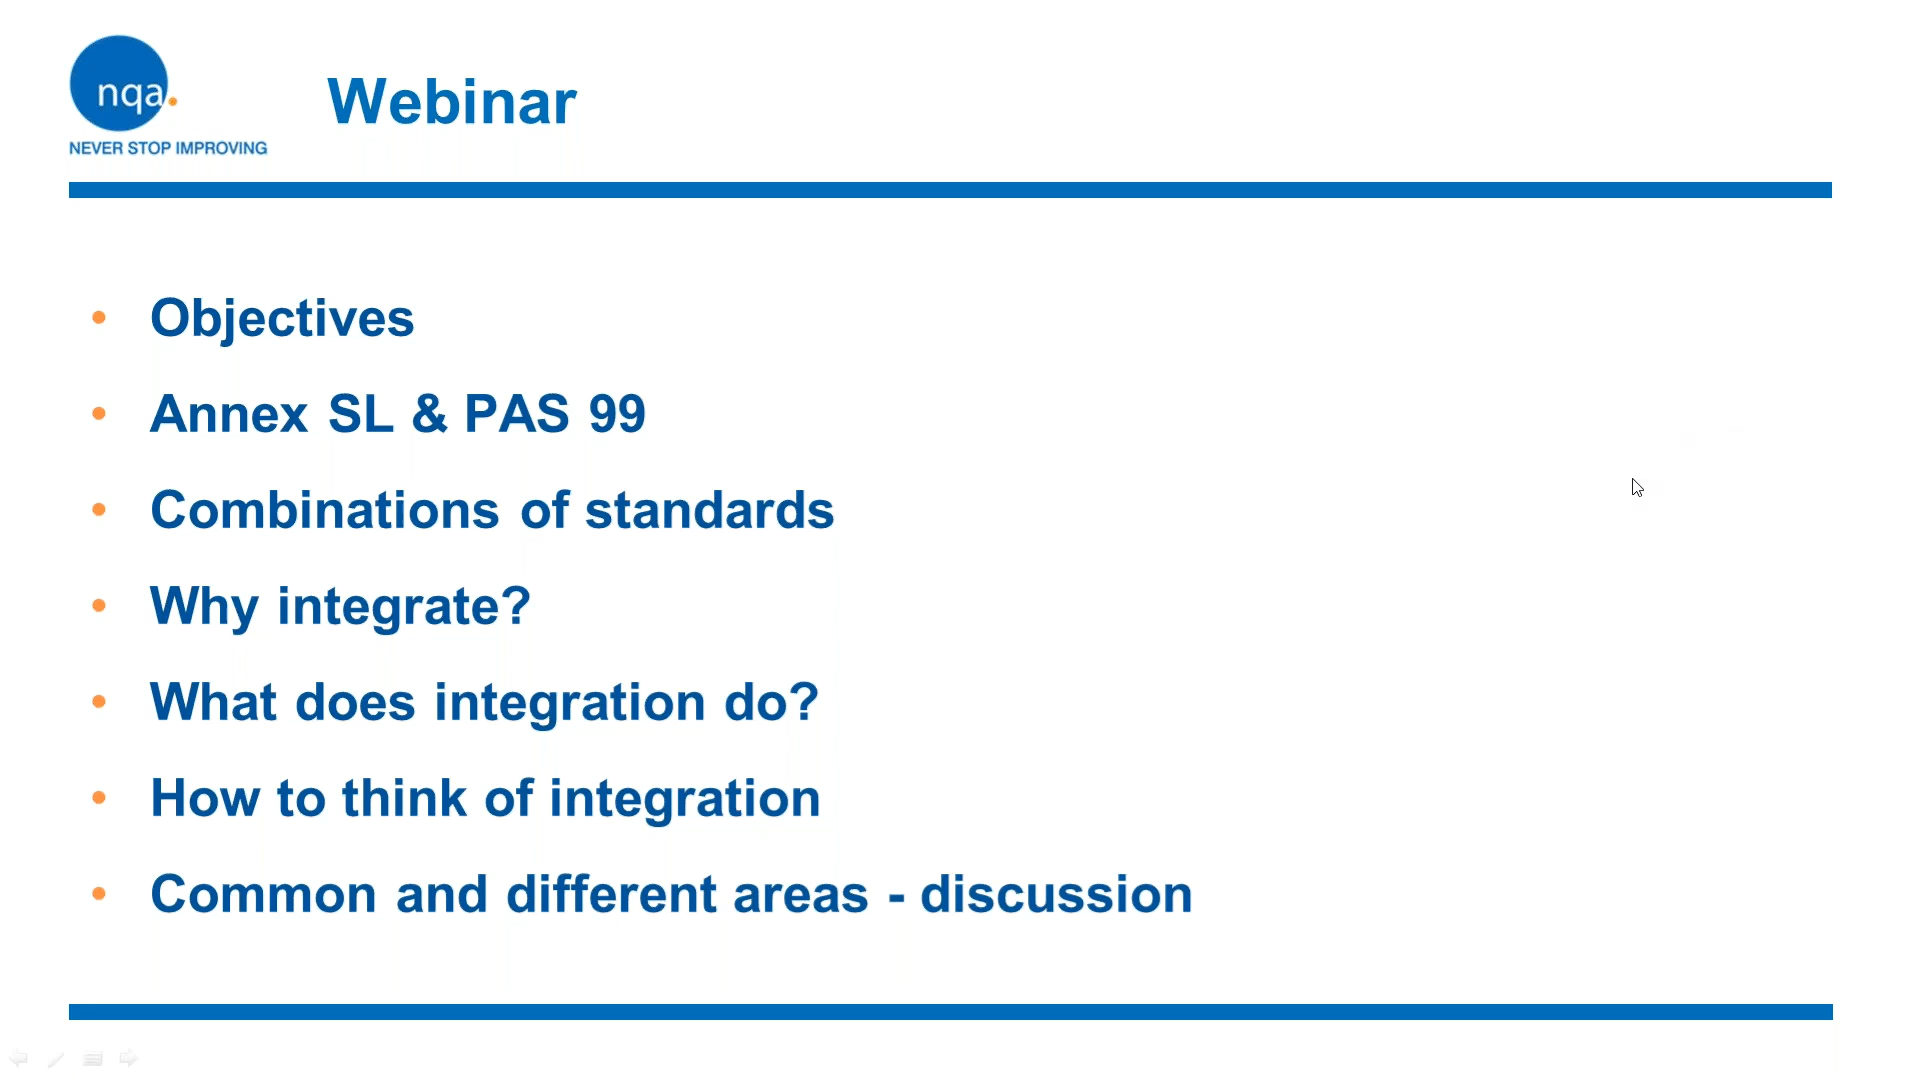 nqa.
NEVER STOP IMPROVING
Webinar
• Objectives
• Annex SL & PAS 99
• Combinations of standards
• Why integrate?
• What does integration do?
• How to think of integration
• Common and different areas - discussion